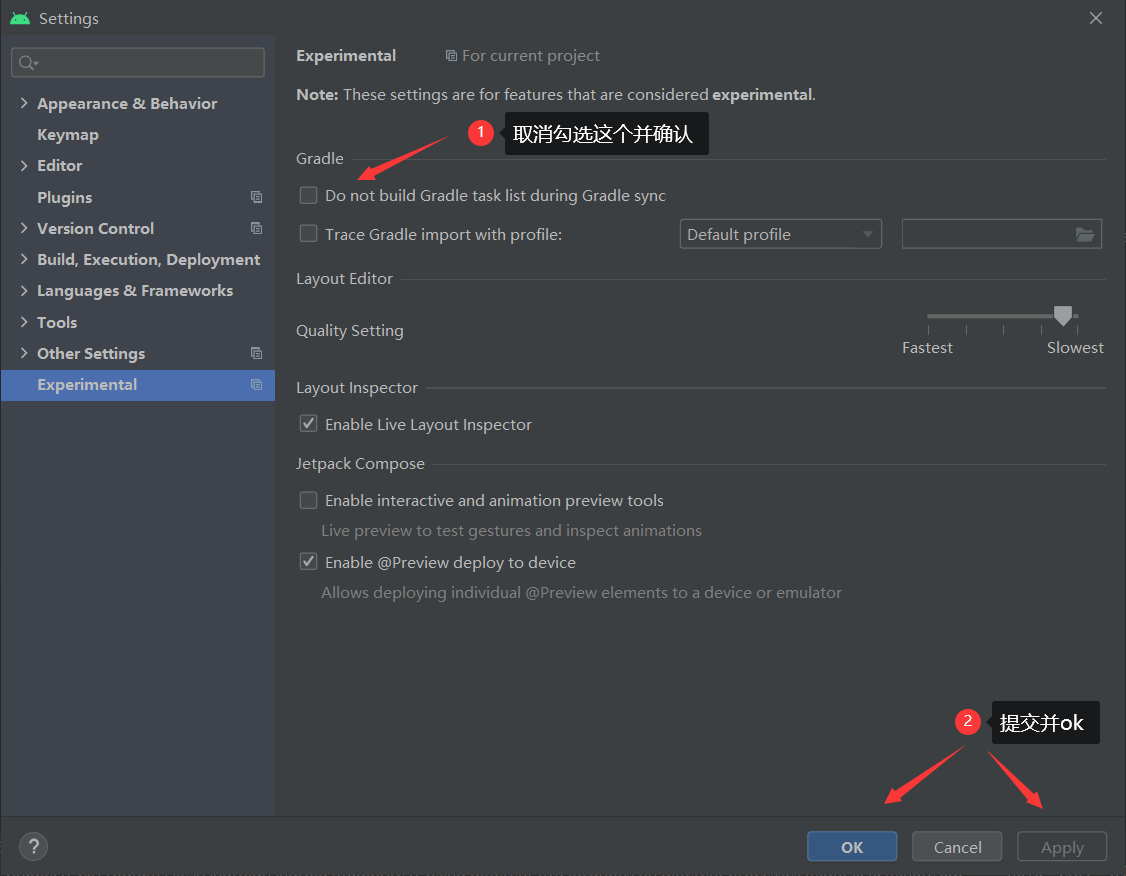 Settings
Appearance & Behavior
Keymap
Editor
Plugins
Version Control
Build, Execution, Deployment
Languages & Frameworks
Tools
Other Settings
Experimental
Experimental For current project
Note: These settings are for features that are considered experimental.
1 取消勾选这个并确认
Gradle
Do not build Gradle task list during Gradle sync
Trace Gradle import with profile: Default profile
Layout Editor
Quality Setting
Fastest Slowest
Layout Inspector
Enable Live Layout Inspector
Jetpack Compose
Enable interactive and animation preview tools
Live preview to test gestures and inspect animations
Enable @Preview deploy to device
Allows deploying individual @Preview elements to a device or emulator
2 提交并ok
? OK Cancel Apply